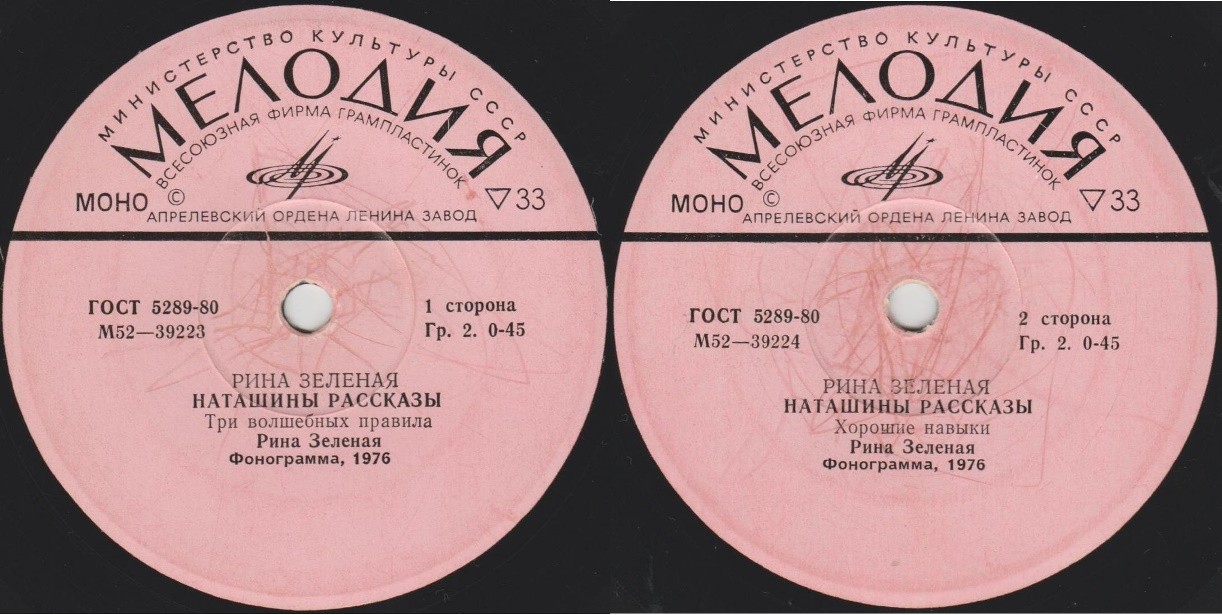 МИНИСТЕРСТВО КУЛЬТУРЫ СССР
МЕЛОДИЯ
ВСЕСОЮЗНАЯ ФИРМА ГРАМПЛАСТИНОК
МОНО © ▽33
АПРЕЛЕВСКИЙ ОРДЕНА ЛЕНИНА ЗАВОД
ГОСТ 5289-80 1 сторона
М52—39223 Гр. 2. 0-45
РИНА ЗЕЛЕНАЯ
НАТАШИНЫ РАССКАЗЫ
Три волшебных правила
Рина Зеленая
Фонограмма, 1976
МИНИСТЕРСТВО КУЛЬТУРЫ СССР
МЕЛОДИЯ
ВСЕСОЮЗНАЯ ФИРМА ГРАМПЛАСТИНОК
МОНО © ▽33
АПРЕЛЕВСКИЙ ОРДЕНА ЛЕНИНА ЗАВОД
ГОСТ 5289-80 2 сторона
М52—39224 Гр. 2. 0-45
РИНА ЗЕЛЕНАЯ
НАТАШИНЫ РАССКАЗЫ
Хорошие навыки
Рина Зеленая
Фонограмма, 1976